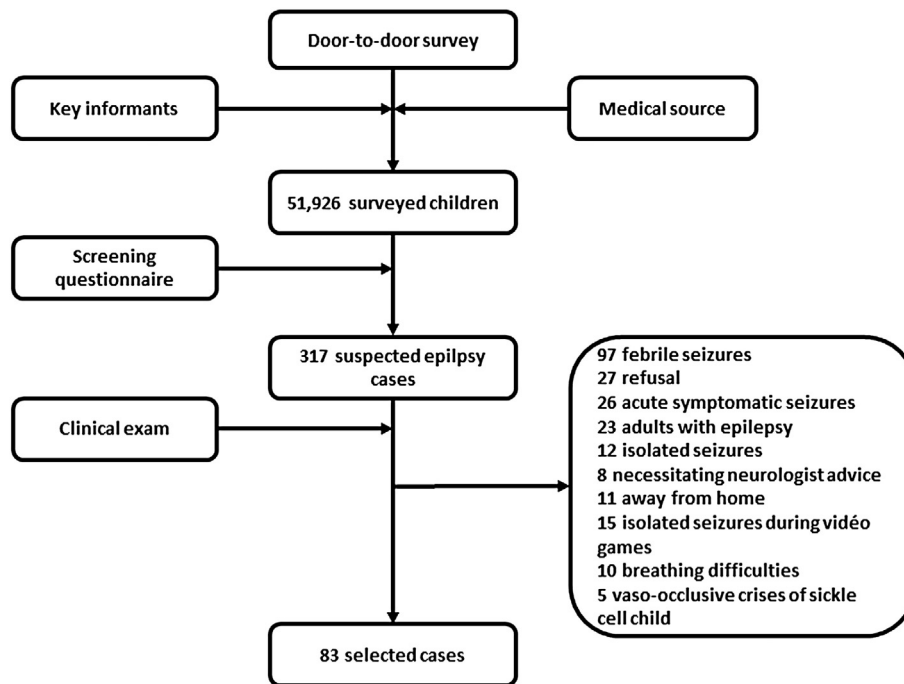 Door-to-door survey
Key informants
Medical source
51,926 surveyed children
Screening
questionnaire
317 suspected epilpsy
cases
Clinical exam
97 febrile seizures
27 refusal
26 acute symptomatic seizures
23 adults with epilepsy
12 isolated seizures
8 necessitating neurologist advice
11 away from home
15 isolated seizures during vidéo
games
10 breathing difficulties
5 vaso-occlusive crises of sickle
cell child
83 selected cases